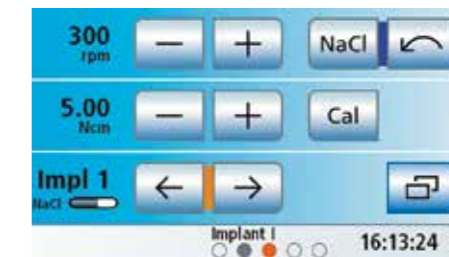 300 − + NaCl
rpm
5.00 − + Cal
Ncm
Impl 1 ← →
NaCl
Implant I 16:13:24